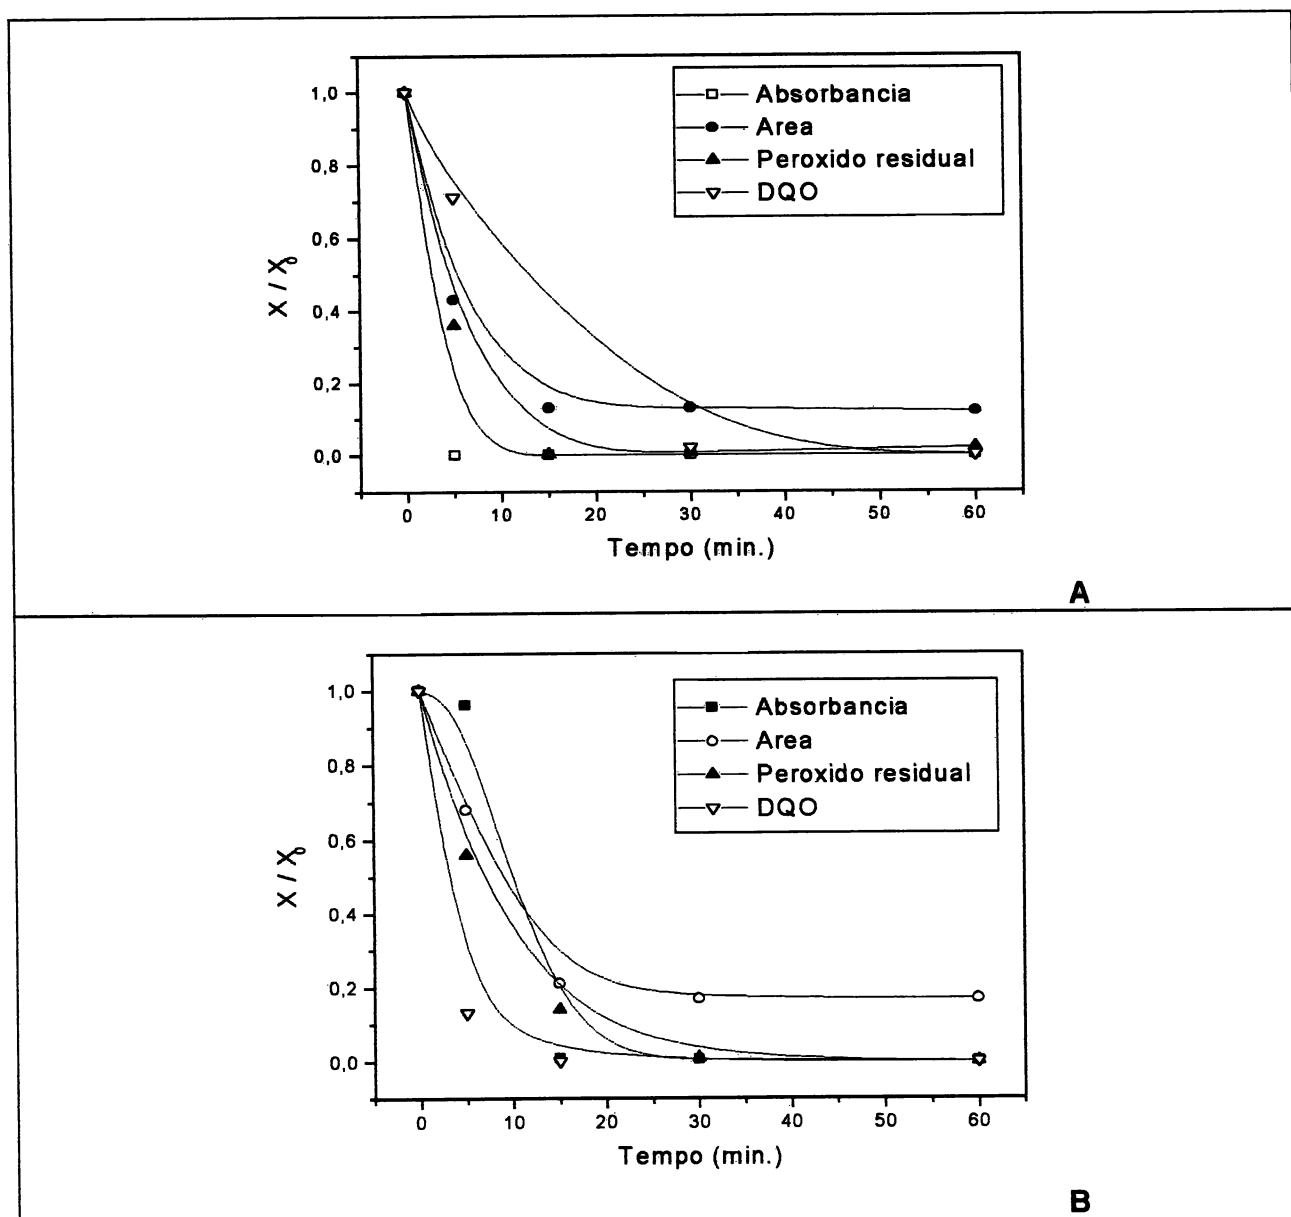 Absorbancia
Area
Peroxido residual
DQO
1,0
0,8
0,6
0,4
0,2
0,0
X / X₀
0 10 20 30 40 50 60
Tempo (min.)
A
Absorbancia
Area
Peroxido residual
DQO
1,0
0,8
0,6
0,4
0,2
0,0
X / X₀
0 10 20 30 40 50 60
Tempo (min.)
B